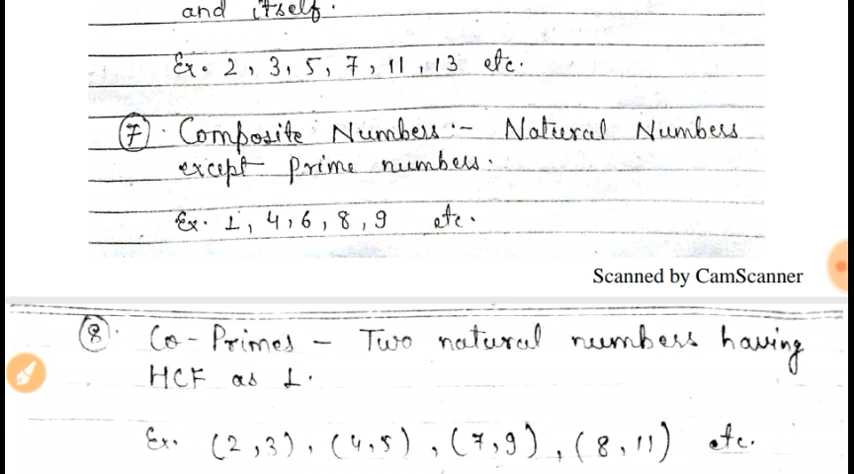 and itself.
Ex. 2, 3, 5, 7, 11, 13 etc.
7. Composite Numbers :- Natural Numbers
except prime numbers.
Ex. 1, 4, 6, 8, 9 etc.
Scanned by CamScanner
8. Co-Primes - Two natural numbers having
HCF as 1.
Ex. (2,3), (4,5), (7,9), (8,11) etc.